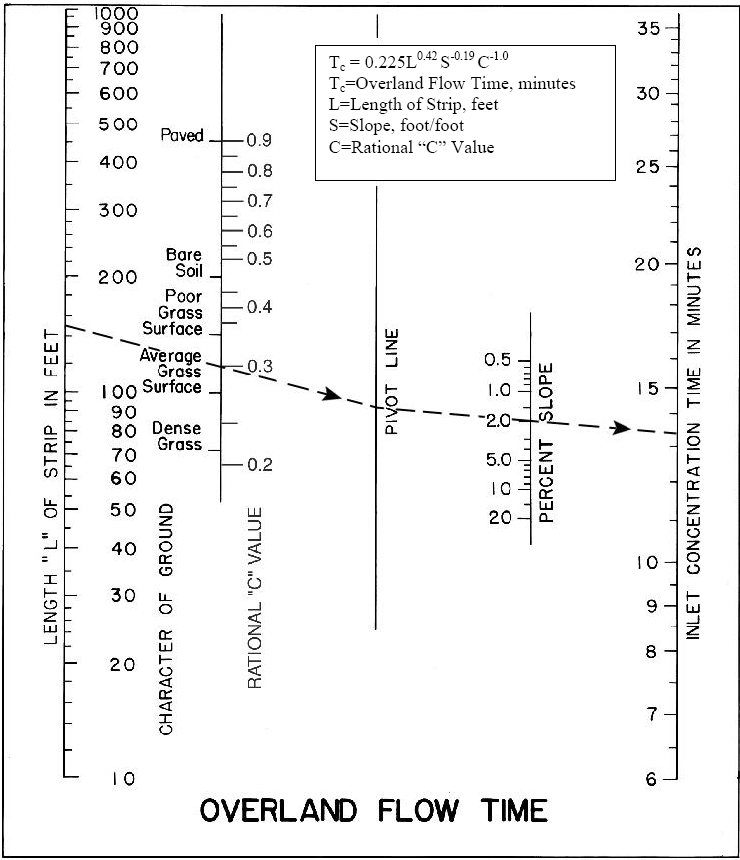 1000
900
800
700
600
500
400
300
200
100
90
80
70
60
50
40
30
20
10
LENGTH "L" OF STRIP IN FEET
Paved
Bare
Soil
Poor
Grass
Surface
Average
Grass
Surface
Dense
Grass
CHARACTER OF GROUND
0.9
0.8
0.7
0.6
0.5
0.4
0.3
0.2
RATIONAL "C" VALUE
Tc = 0.225L^0.42 S^-0.19 C^-1.0
Tc=Overland Flow Time, minutes
L=Length of Strip, feet
S=Slope, foot/foot
C=Rational “C” Value
PIVOT LINE
0.5
1.0
2.0
5.0
10
20
PERCENT SLOPE
35
30
25
20
15
10
9
8
7
6
INLET CONCENTRATION TIME IN MINUTES
OVERLAND FLOW TIME